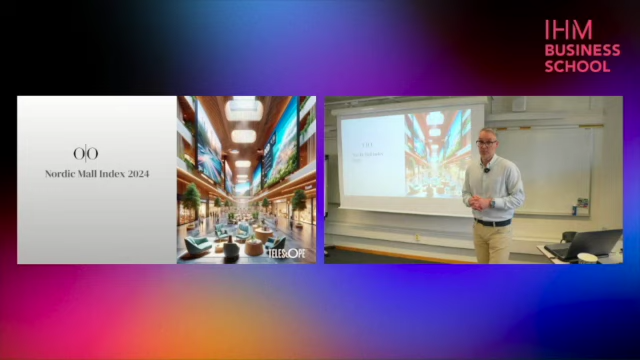 IHM
BUSINESS
SCHOOL
O|O
Nordic Mall Index 2024
TELESCOPE